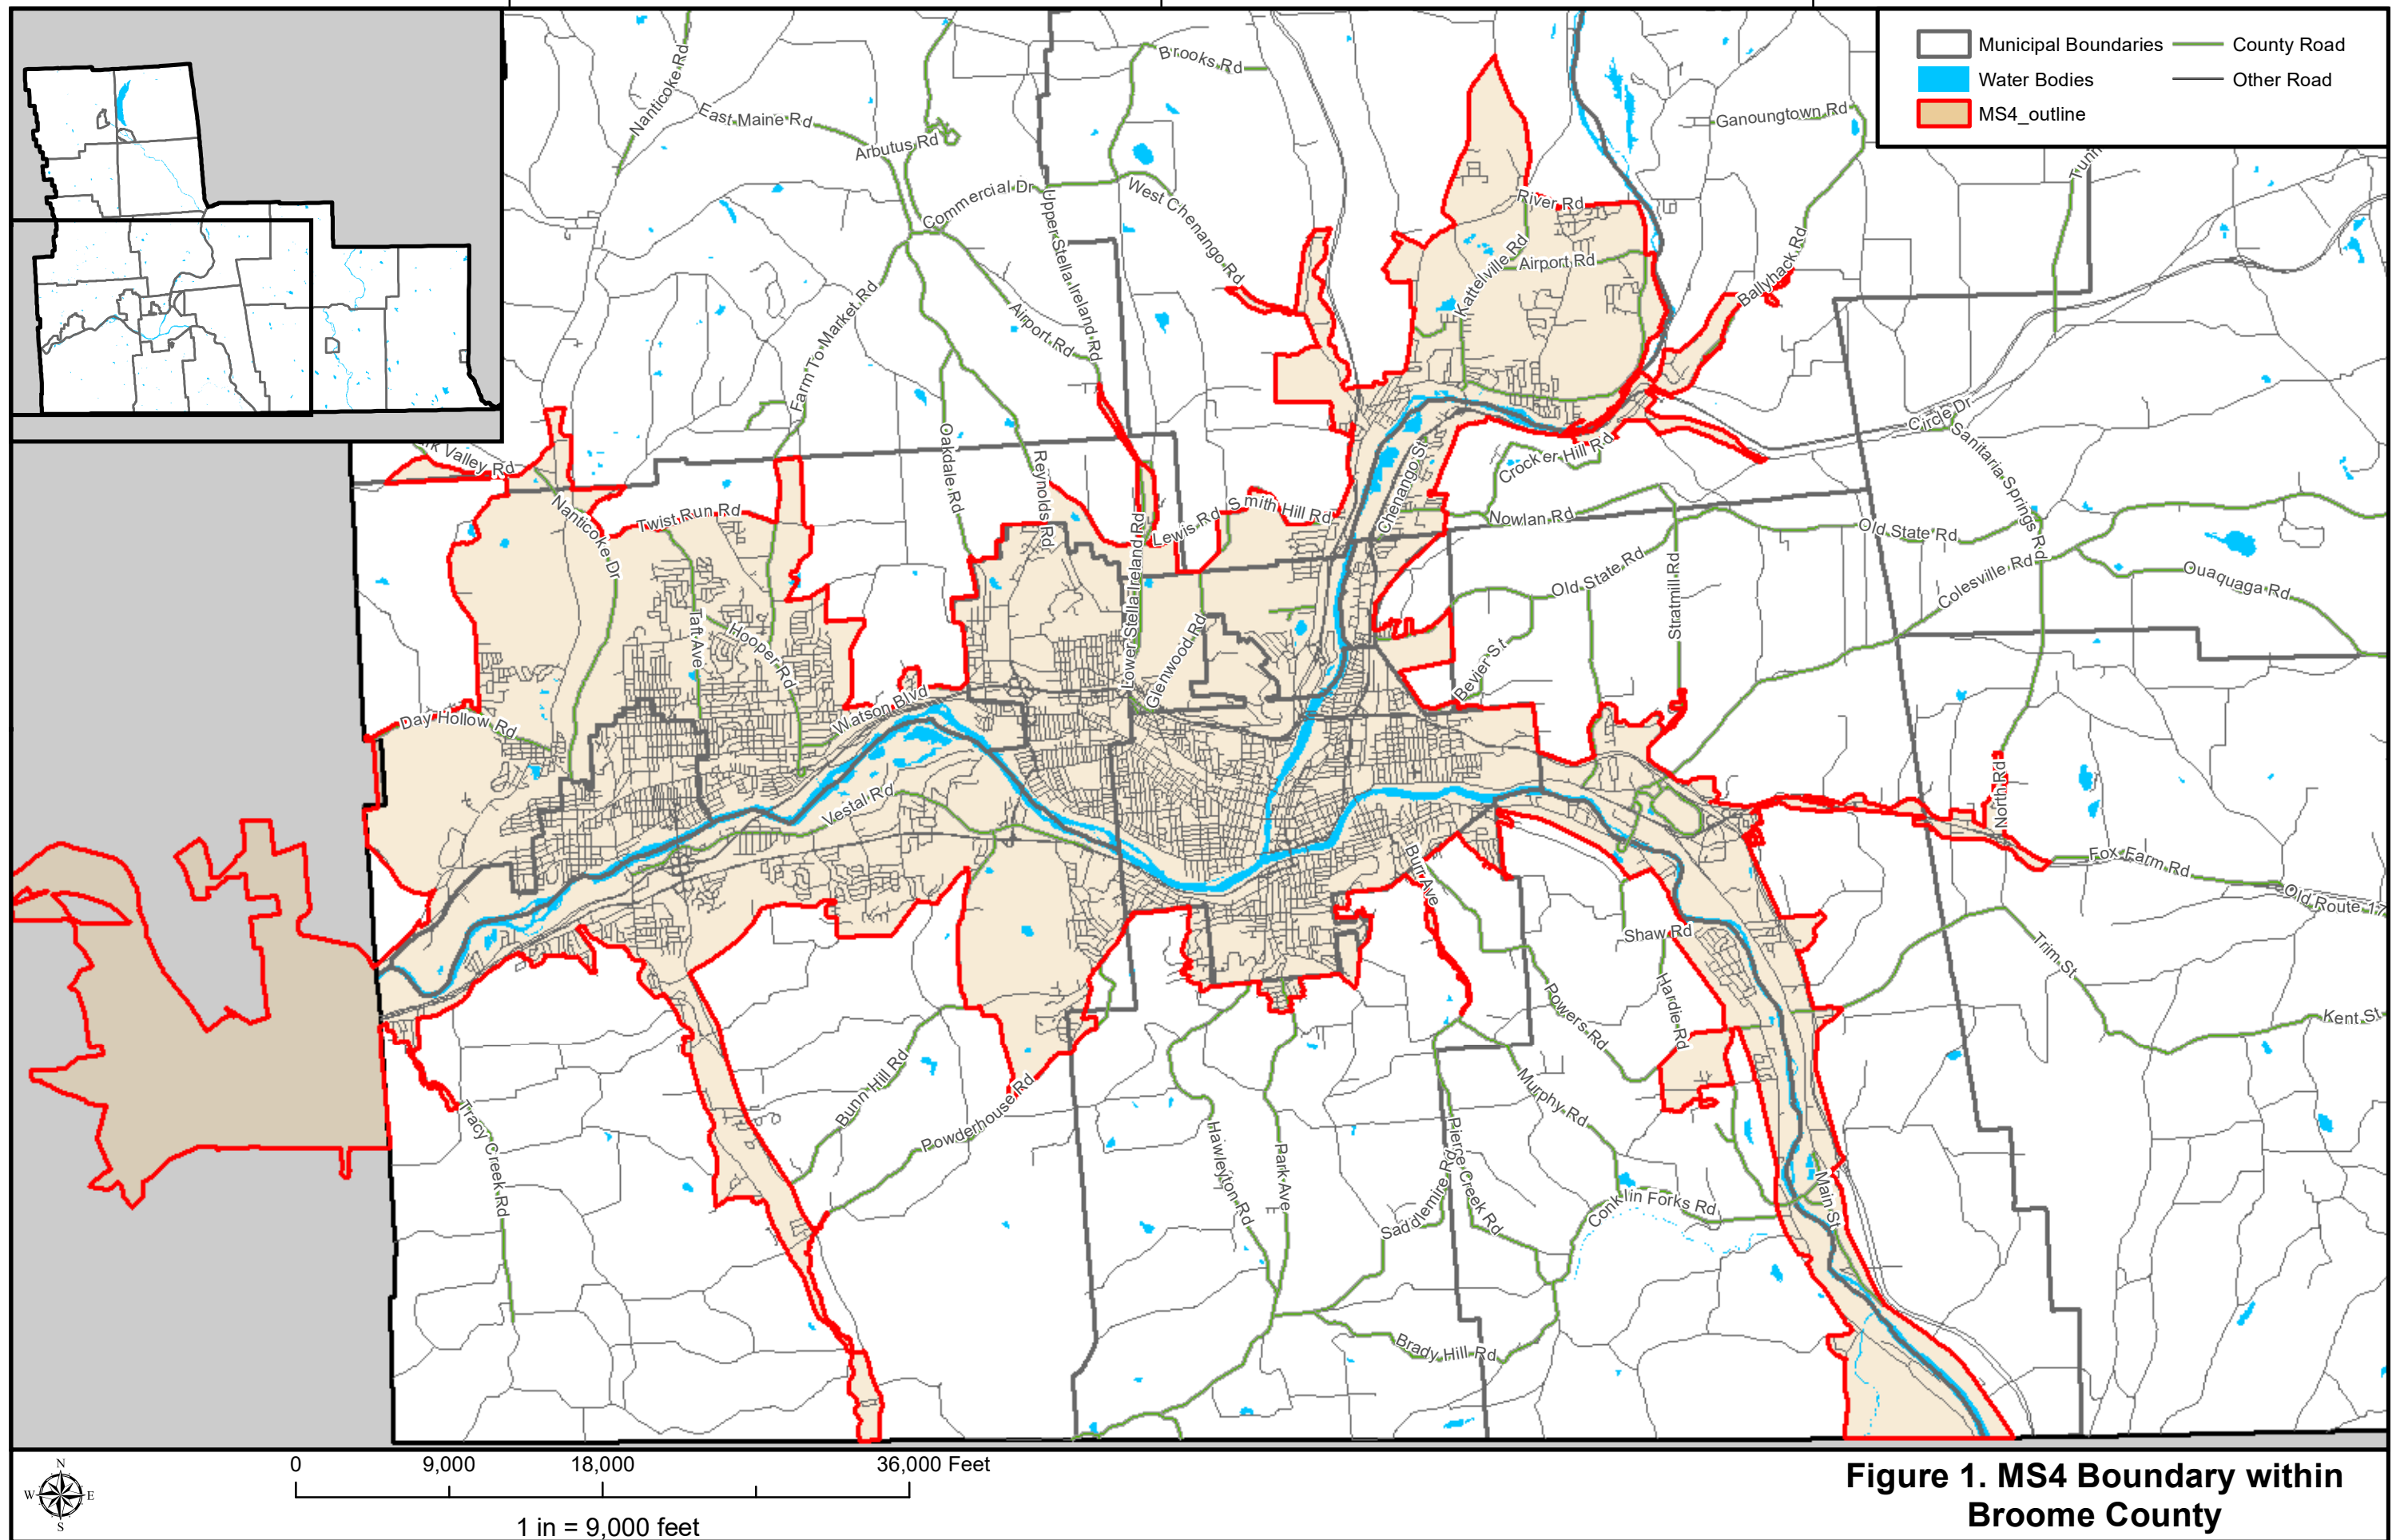 Municipal Boundaries
County Road
Water Bodies
Other Road
MS4_outline
Nanticoke Rd
Brooks Rd
East Maine Rd
Arbutus Rd
Ganoungtown Rd
Commercial Dr
Upper Stella Ireland Rd
West Chenango Rd
River Rd
Kattelville Rd
Airport Rd
Ballyhack Rd
Farm To Market Rd
Airport Rd
Circle Dr
Sanitaria Springs Rd
Valley Rd
Oakdale Rd
Reynolds Rd
Crocker Hill Rd
Chenango St
Nanticoke Dr
Twist Run Rd
Lewis Rd
Smith Hill Rd
Nowlan Rd
Old State Rd
Old State Rd
Colesville Rd
Ouaquaga Rd
Stratmill Rd
Taft Ave
Hooper Rd
Lower Stella Ireland Rd
Glenwood Rd
Bevier St
Day Hollow Rd
Watson Blvd
Vestal Rd
North Rd
Fox Farm Rd
Old Route 17
Burr Ave
Shaw Rd
Trim St
Hardie Rd
Powers Rd
Kent St
Bunn Hill Rd
Powderhouse Rd
Murphy Rd
Tracy Creek Rd
Hawleyton Rd
Park Ave
Saddlemire Rd
Pierce Creek Rd
Conklin Forks Rd
Main St
Brady Hill Rd
N
W
E
S
0
9,000
18,000
36,000 Feet
1 in = 9,000 feet
Figure 1. MS4 Boundary within
Broome County